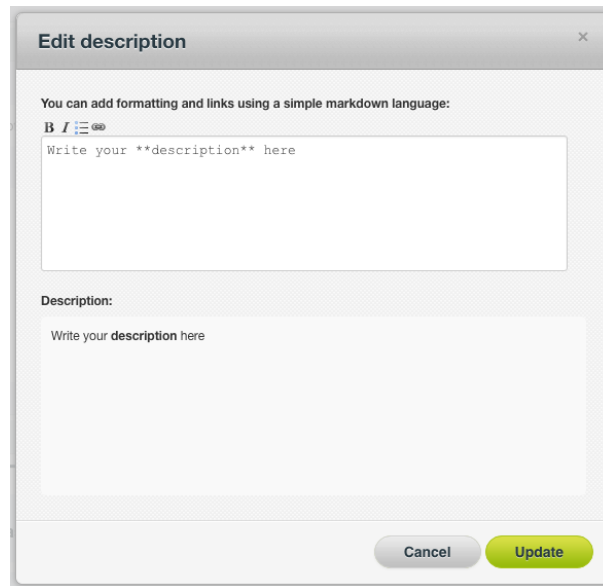 Edit description
×
You can add formatting and links using a simple markdown language:
B I
Write your **description** here
Description:
Write your description here
Cancel
Update